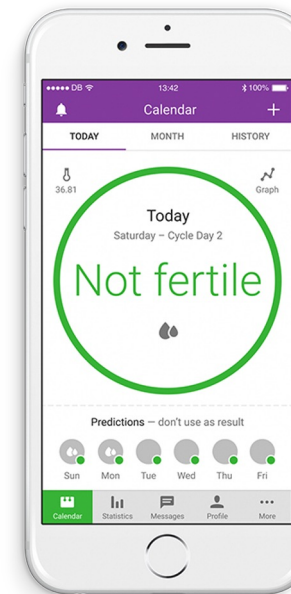 DB 13:42 100%
Calendar
TODAY MONTH HISTORY
36.81 Graph
Today
Saturday – Cycle Day 2
Not fertile
Predictions — don't use as result
Sun Mon Tue Wed Thu Fri
Calendar Statistics Messages Profile More